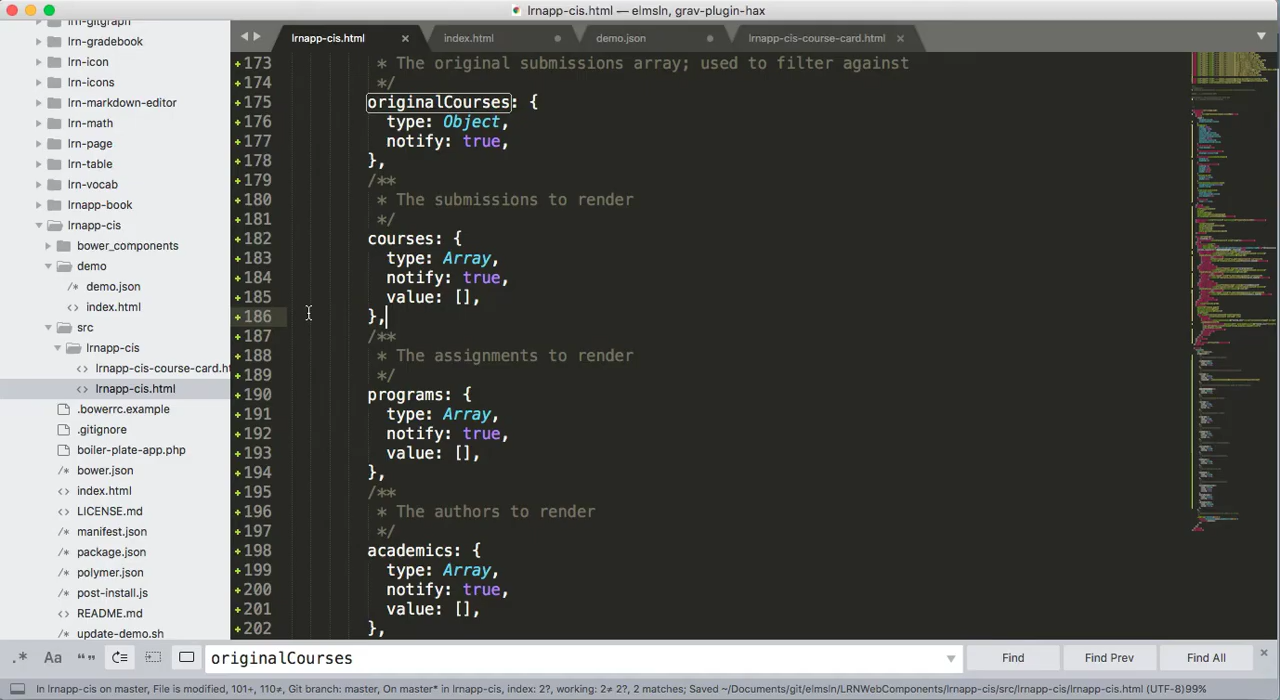 lrnapp-cis.html — elmsln, grav-plugin-hax
lrn-gitgraph
lrn-gradebook
lrn-icon
lrn-icons
lrn-markdown-editor
lrn-math
lrn-page
lrn-table
lrn-vocab
lrnapp-book
lrnapp-cis
bower_components
demo
/* demo.json
<> index.html
src
lrnapp-cis
<> lrnapp-cis-course-card.ht
<> lrnapp-cis.html
.bowerrc.example
.gitignore
boiler-plate-app.php
/* bower.json
<> index.html
<> LICENSE.md
/* manifest.json
/* package.json
/* polymer.json
/* post-install.js
<> README.md
/* update-demo.sh
lrnapp-cis.html × index.html demo.json lrnapp-cis-course-card.html ×
173 * The original submissions array; used to filter against
174 */
175 originalCourses: {
176 type: Object,
177 notify: true,
178 },
179 /**
180 * The submissions to render
181 */
182 courses: {
183 type: Array,
184 notify: true,
185 value: [],
186 },
187 /**
188 * The assignments to render
189 */
190 programs: {
191 type: Array,
192 notify: true,
193 value: [],
194 },
195 /**
196 * The authors to render
197 */
198 academics: {
199 type: Array,
200 notify: true,
201 value: [],
202 },
.* Aa “” originalCourses Find Find Prev Find All ×
In lrnapp-cis on master, File is modified, 101+, 110≠, Git branch: master, On master* in lrnapp-cis, index: 2?, working: 2≠ 2?, 2 matches; Saved ~/Documents/git/elmsln/LRNWebComponents/lrnapp-cis/src/lrnapp-cis/lrnapp-cis.html (UTF-8)99%